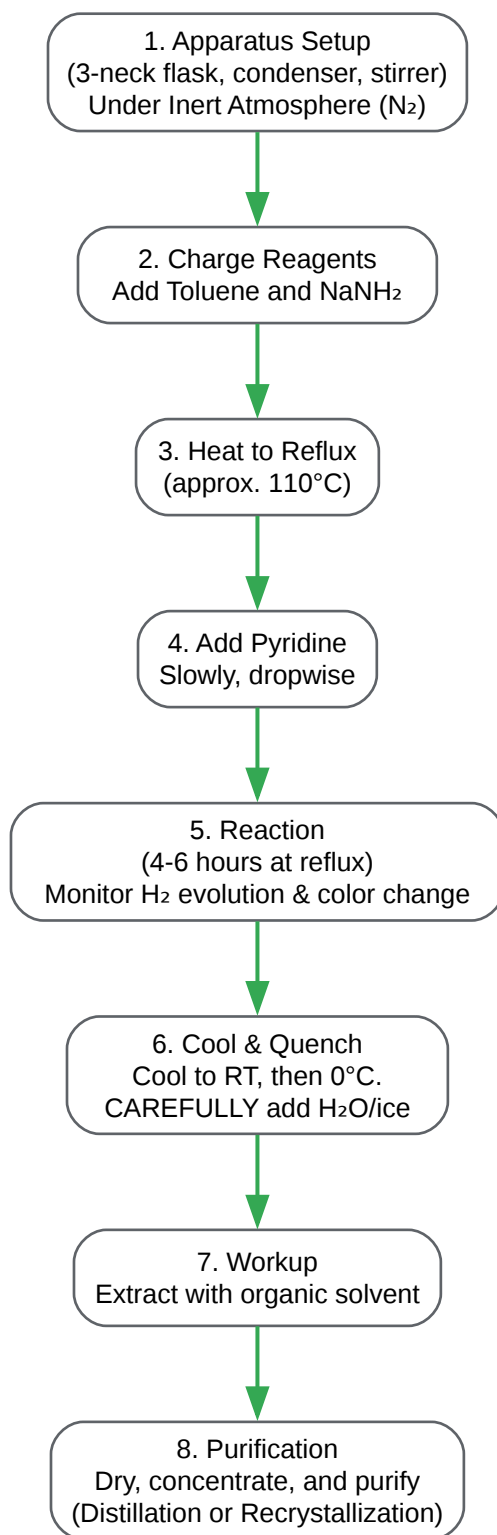 1. Apparatus Setup
(3-neck flask, condenser, stirrer)
Under Inert Atmosphere (N₂)
2. Charge Reagents
Add Toluene and NaNH₂
3. Heat to Reflux
(approx. 110°C)
4. Add Pyridine
Slowly, dropwise
5. Reaction
(4-6 hours at reflux)
Monitor H₂ evolution & color change
6. Cool & Quench
Cool to RT, then 0°C.
CAREFULLY add H₂O/ice
7. Workup
Extract with organic solvent
8. Purification
Dry, concentrate, and purify
(Distillation or Recrystallization)